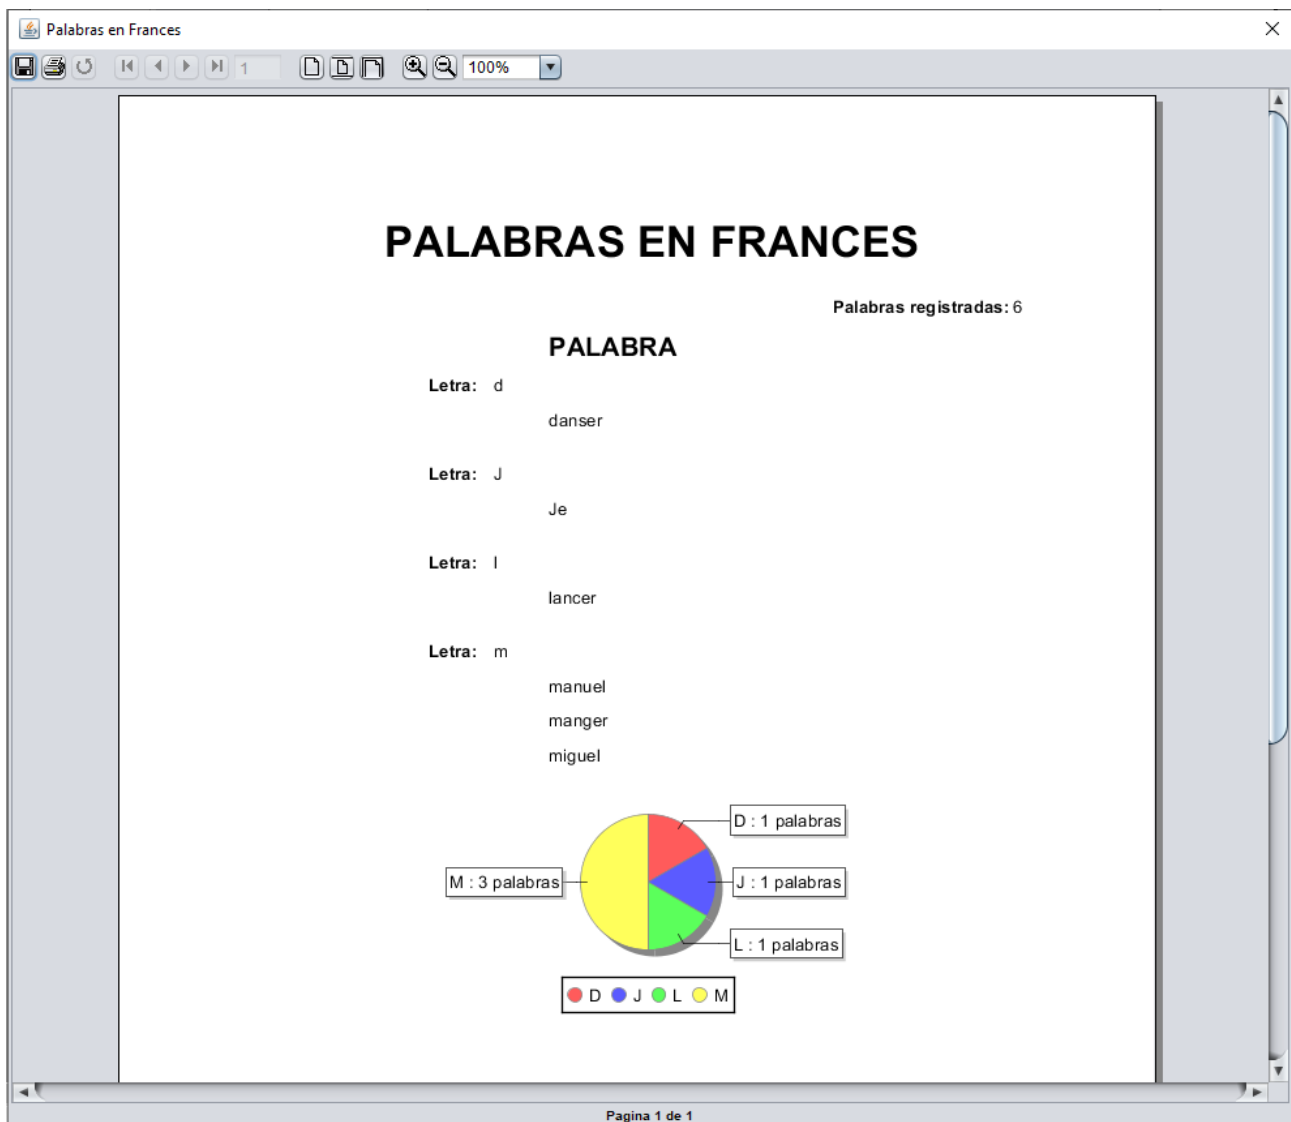 Palabras en Frances
1 100%
PALABRAS EN FRANCES
Palabras registradas: 6
PALABRA
Letra: d
danser
Letra: J
Je
Letra: l
lancer
Letra: m
manuel
manger
miguel
D : 1 palabras
M : 3 palabras
J : 1 palabras
L : 1 palabras
D J L M
Pagina 1 de 1